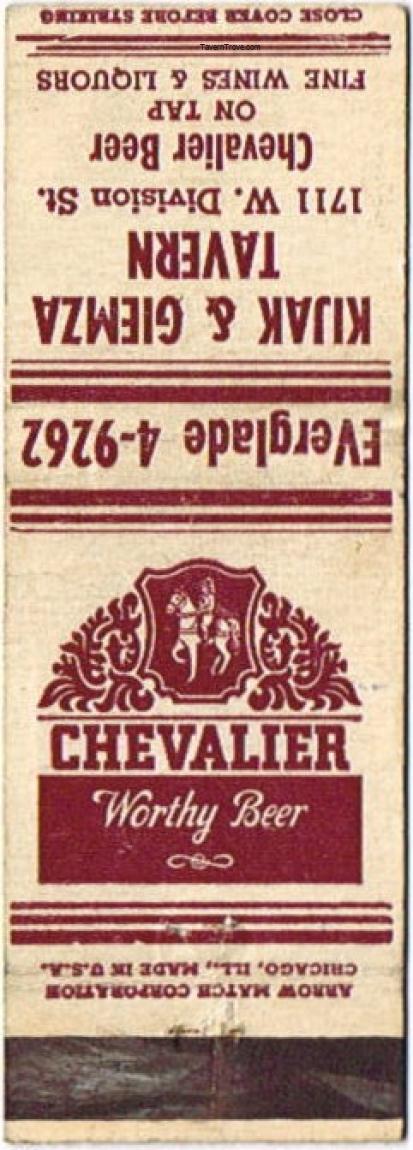 CLOSE COVER BEFORE STRIKING
TavernTrove.com
FINE WINES & LIQUORS
ON TAP
Chevalier Beer
1711 W. Division St.
TAVERN
KIJAK & GIEMZA
EVerglade 4-9262
CHEVALIER
Worthy Beer
ARROW MATCH CORPORATION
CHICAGO, ILL., MADE IN U.S.A.